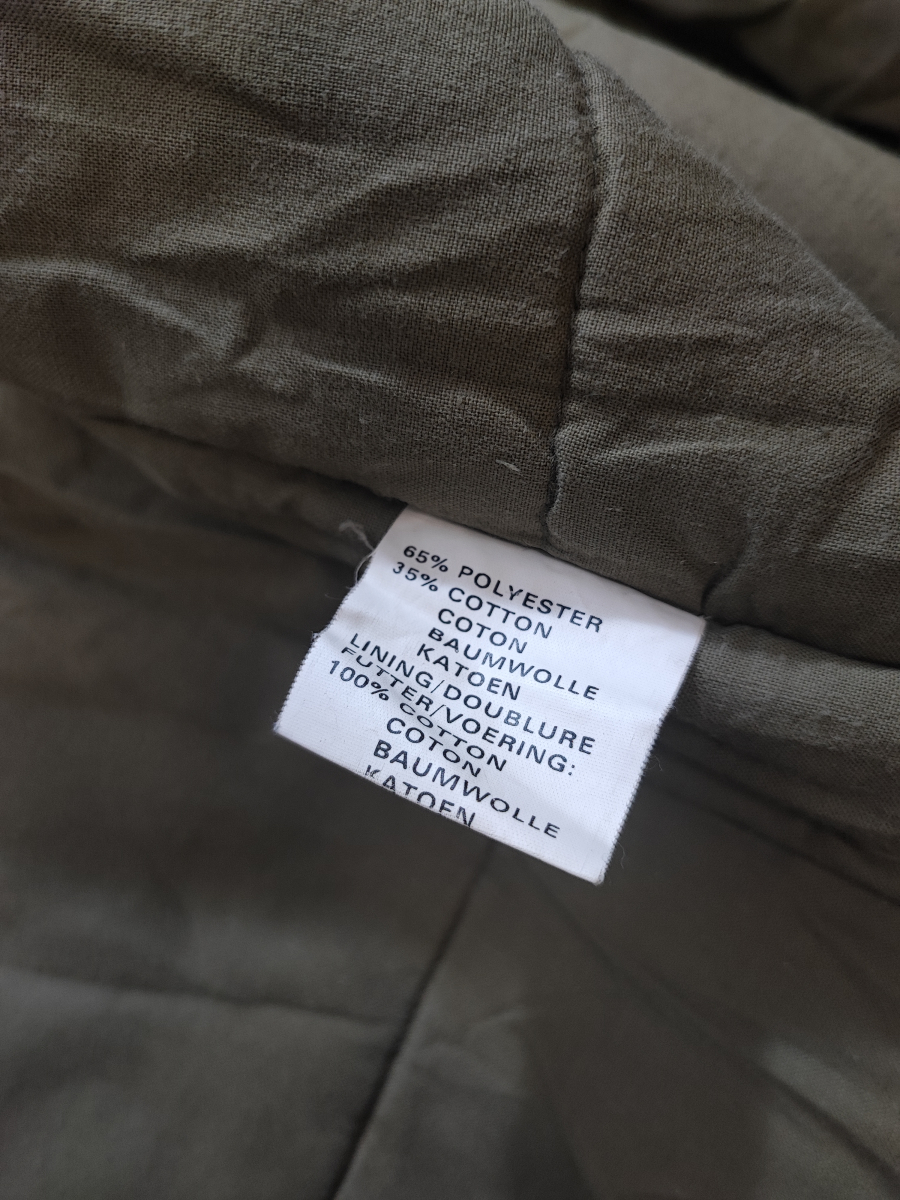 65% POLYESTER
35% COTTON
COTON
BAUMWOLLE
KATOEN
LINING/DOUBLURE
FUTTER/VOERING:
100% COTTON
COTON
BAUMWOLLE
KATOEN